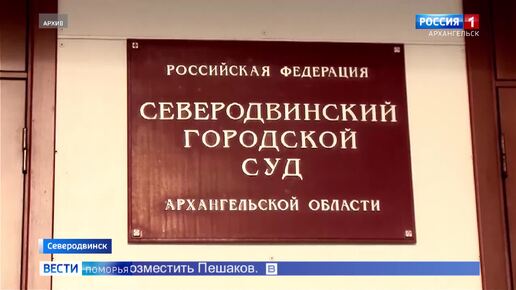 АРХИВ
РОССИЯ 1
АРХАНГЕЛЬСК
РОССИЙСКАЯ ФЕДЕРАЦИЯ
СЕВЕРОДВИНСКИЙ
ГОРОДСКОЙ
СУД
АРХАНГЕЛЬСКОЙ ОБЛАСТИ
Северодвинск
ВЕСТИ ПОМОРЬЯ озместить Пешаков. В